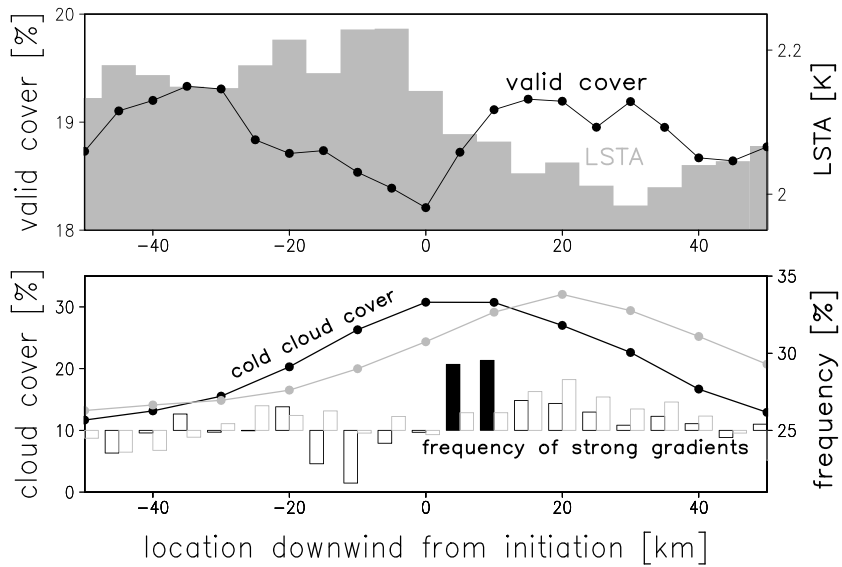 valid cover [%]
20
19
18
valid cover
LSTA
2.2
2
LSTA [K]
−40
−20
0
20
40
cloud cover [%]
30
20
10
0
cold cloud cover
frequency of strong gradients
35
30
25
frequency [%]
−40
−20
0
20
40
location downwind from initiation [km]